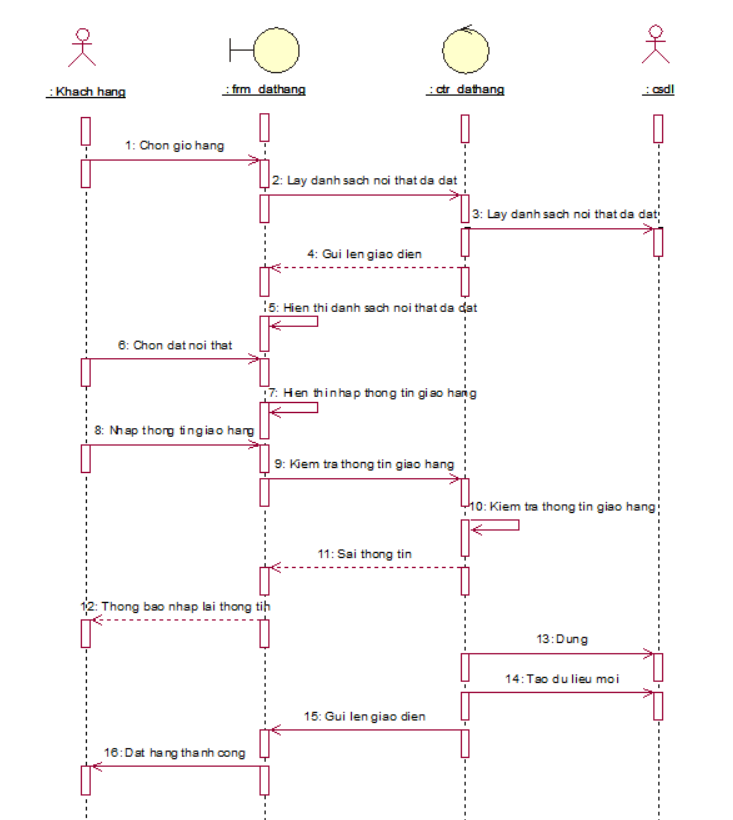 : Khach hang
: frm_dathang
: ctr_dathang
: csdl
1: Chon gio hang
2: Lay danh sach noi that da dat
3: Lay danh sach noi that da dat
4: Gui len giao dien
5: Hien thi danh sach noi that da dat
6: Chon dat noi that
7: Hien thi nhap thong tin giao hang
8: Nhap thong tin giao hang
9: Kiem tra thong tin giao hang
10: Kiem tra thong tin giao hang
11: Sai thong tin
12: Thong bao nhap lai thong tin
13: Dung
14: Tao du lieu moi
15: Gui len giao dien
16: Dat hang thanh cong